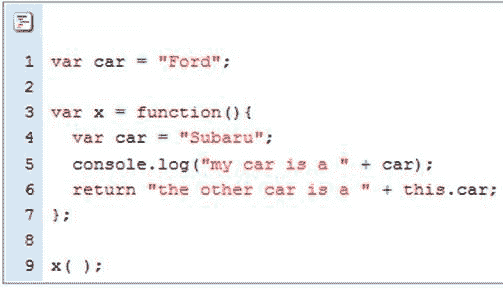 1 var car = "Ford";
2
3 var x = function(){
4 var car = "Subaru";
5 console.log("my car is a " + car);
6 return "the other car is a " + this.car;
7 };
8
9 x( );